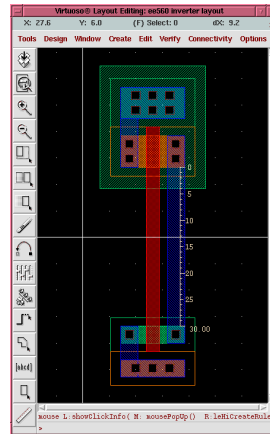 Virtuoso® Layout Editing: ee560 inverter layout
X: 27.6 Y: 6.0 (F) Select: 0 dX: 9.2
Tools Design Window Create Edit Verify Connectivity Options
0
5
10
15
20
25
30.00
[abcd]
mouse L: showClickInfo( M: mousePopUp() R:leHiCreateRule
>